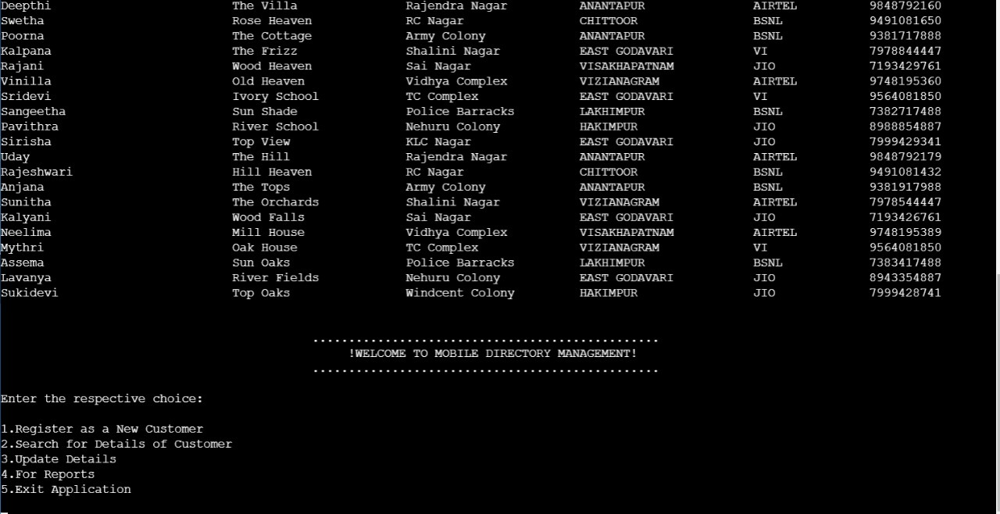 Deepthi The Villa Rajendra Nagar ANANTAPUR AIRTEL 9848792160
Swetha Rose Heaven RC Nagar CHITTOOR BSNL 9491081650
Poorna The Cottage Army Colony ANANTAPUR BSNL 9381717888
Kalpana The Frizz Shalini Nagar EAST GODAVARI VI 7978844447
Rajani Wood Heaven Sai Nagar VISAKHAPATNAM JIO 7193429761
Vinilla Old Heaven Vidhya Complex VIZIANAGRAM AIRTEL 9748195360
Sridevi Ivory School TC Complex EAST GODAVARI VI 9564081850
Sangeetha Sun Shade Police Barracks LAKHIMPUR BSNL 7382717488
Pavithra River School Nehuru Colony HAKIMPUR JIO 8988854887
Sirisha Top View KLC Nagar EAST GODAVARI JIO 7999429341
Uday The Hill Rajendra Nagar ANANTAPUR AIRTEL 9848792179
Rajeshwari Hill Heaven RC Nagar CHITTOOR BSNL 9491081432
Anjana The Tops Army Colony ANANTAPUR BSNL 9381917988
Sunitha The Orchards Shalini Nagar VIZIANAGRAM AIRTEL 7978544447
Kalyani Wood Falls Sai Nagar EAST GODAVARI JIO 7193426761
Neelima Mill House Vidhya Complex VISAKHAPATNAM AIRTEL 9748195389
Mythri Oak House TC Complex VIZIANAGRAM VI 9564081850
Assema Sun Oaks Police Barracks LAKHIMPUR BSNL 7383417488
Lavanya River Fields Nehuru Colony EAST GODAVARI JIO 8943354887
Sukidevi Top Oaks Windcent Colony HAKIMPUR JIO 7999428741
................................................
!WELCOME TO MOBILE DIRECTORY MANAGEMENT!
................................................
Enter the respective choice:
1.Register as a New Customer
2.Search for Details of Customer
3.Update Details
4.For Reports
5.Exit Application